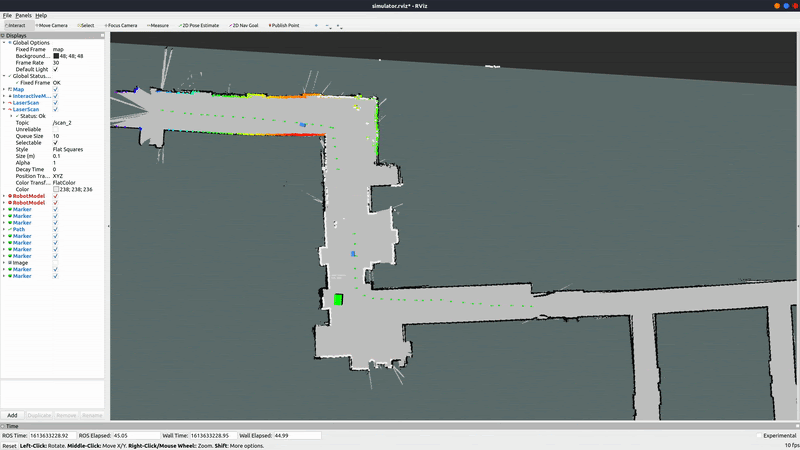 simulator.rviz* - RViz
File Panels Help
Interact Move Camera Select Focus Camera Measure 2D Pose Estimate 2D Nav Goal Publish Point
Displays
Global Options
Fixed Frame map
Background... 48; 48; 48
Frame Rate 30
Default Light
Global Status...
Fixed Frame OK
Map
InteractiveM...
LaserScan
LaserScan
Status: Ok
Topic /scan_2
Unreliable
Queue Size 10
Selectable
Style Flat Squares
Size (m) 0.1
Alpha 1
Decay Time 0
Position Tra... XYZ
Color Transf... FlatColor
Color 238; 238; 236
RobotModel
RobotModel
Marker
Marker
Marker
Path
Marker
Marker
Marker
Marker
Image
Marker
Marker
Add Duplicate Remove Rename
Time
ROS Time: 1613633228.92 ROS Elapsed: 45.05 Wall Time: 1613633228.95 Wall Elapsed: 44.99 Experimental
Reset Left-Click: Rotate. Middle-Click: Move X/Y. Right-Click/Mouse Wheel: Zoom. Shift: More options. 10 fps